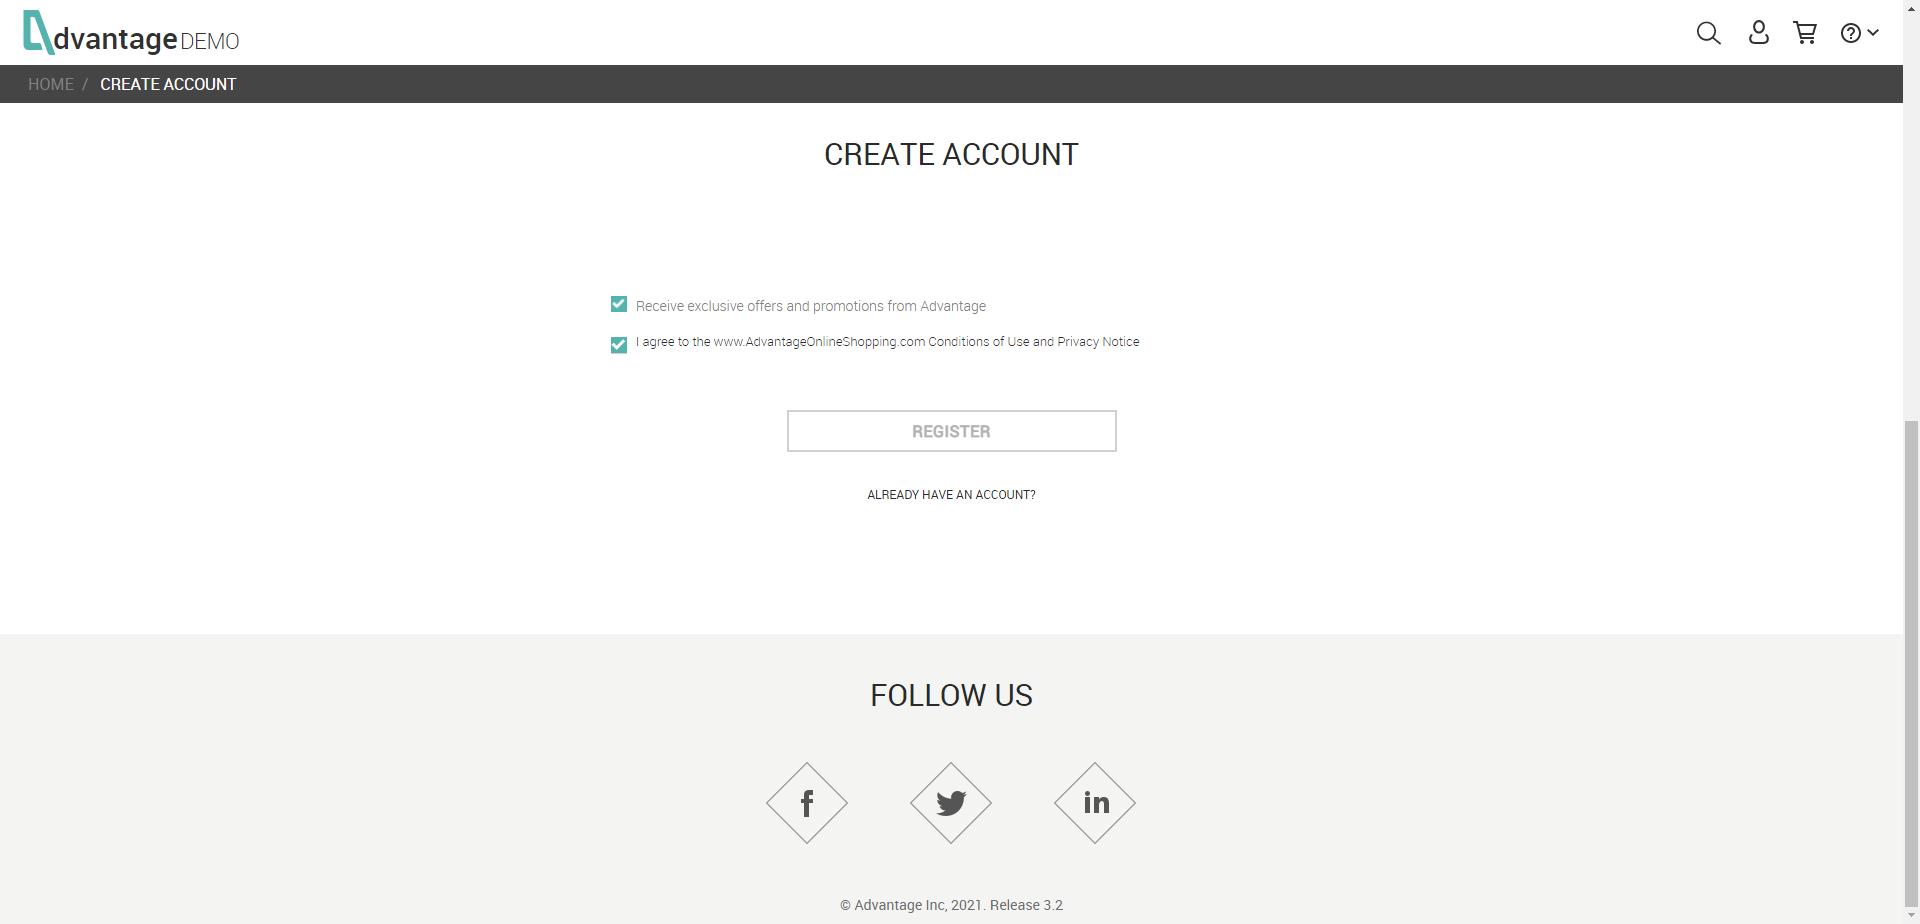 dvantage DEMO
HOME / CREATE ACCOUNT
CREATE ACCOUNT
Receive exclusive offers and promotions from Advantage
I agree to the www.AdvantageOnlineShopping.com Conditions of Use and Privacy Notice
REGISTER
ALREADY HAVE AN ACCOUNT?
FOLLOW US
f
in
© Advantage Inc, 2021. Release 3.2